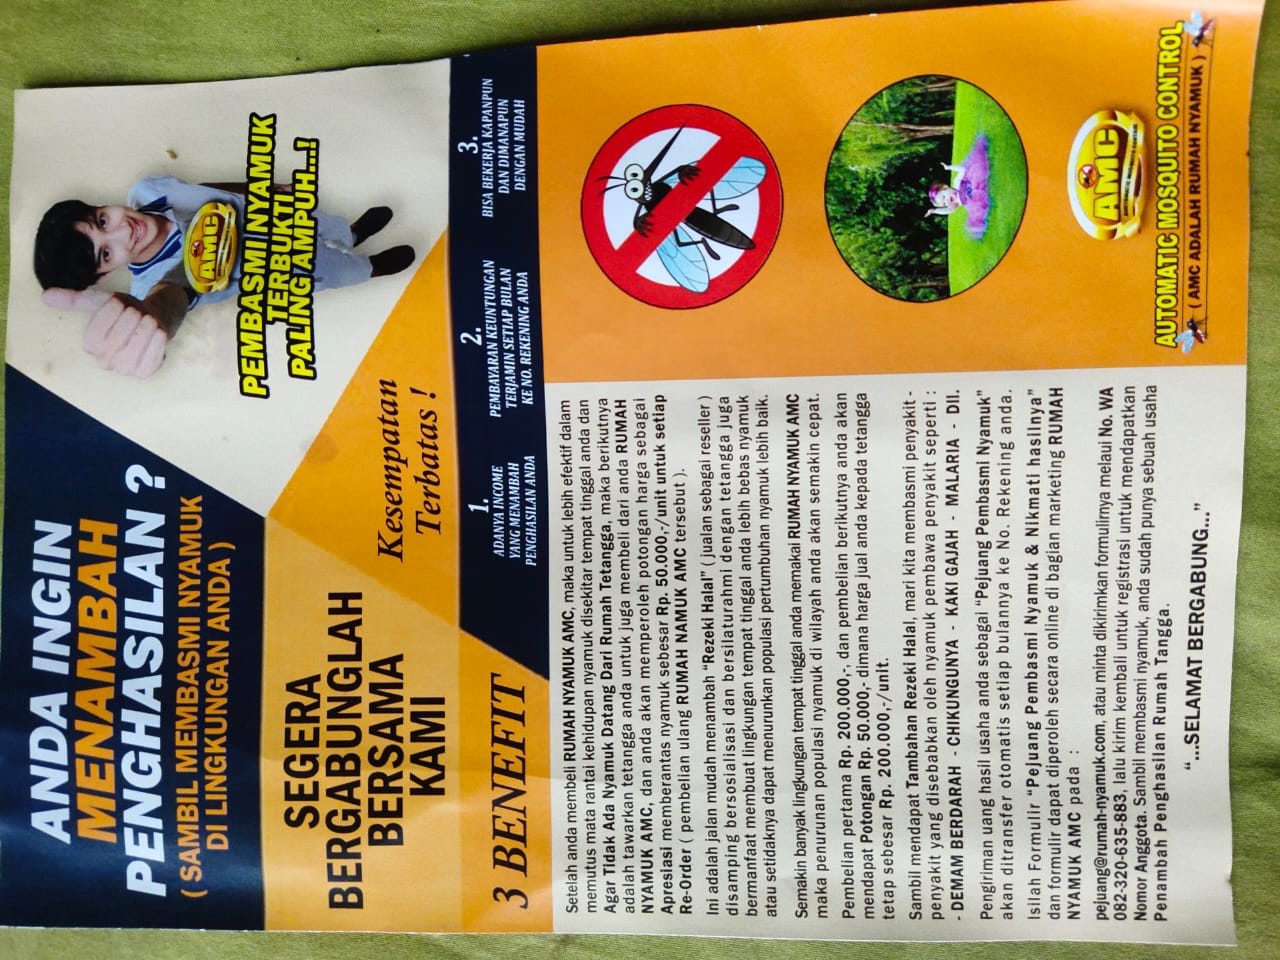 ANDA INGIN
MENAMBAH
PENGHASILAN ?
( SAMBIL MEMBASMI NYAMUK
DI LINGKUNGAN ANDA )
AMC
PEMBASMI NYAMUK
TERBUKTI
PALING AMPUH...!
SEGERA
BERGABUNGLAH
BERSAMA
KAMI
Kesempatan
Terbatas !
3 BENEFIT
1.
ADANYA INCOME
YANG MENAMBAH
PENGHASILAN ANDA
2.
PEMBAYARAN KEUNTUNGAN
TERJAMIN SETIAP BULAN
KE NO. REKENING ANDA
3.
BISA BEKERJA KAPANPUN
DAN DIMANAPUN
DENGAN MUDAH
Setelah anda membeli RUMAH NYAMUK AMC, maka untuk lebih efektif dalam
memutus mata rantai kehidupan nyamuk disekitar tempat tinggal anda dan
Agar Tidak Ada Nyamuk Datang Dari Rumah Tetangga, maka berikutnya
adalah tawarkan tetangga anda untuk juga membeli dari anda RUMAH
NYAMUK AMC, dan anda akan memperoleh potongan harga sebagai
Apresiasi memberantas nyamuk sebesar Rp. 50.000,-/unit untuk setiap
Re-Order ( pembelian ulang RUMAH NAMUK AMC tersebut ).
Ini adalah jalan mudah menambah "Rezeki Halal" ( jualan sebagai reseller )
disamping bersosialisasi dan bersilaturahmi dengan tetangga juga
bermanfaat membuat lingkungan tempat tinggal anda lebih bebas nyamuk
atau setidaknya dapat menurunkan populasi pertumbuhan nyamuk lebih baik.
Semakin banyak lingkungan tempat tinggal anda memakai RUMAH NYAMUK AMC
maka penurunan populasi nyamuk di wilayah anda akan semakin cepat.
Pembelian pertama Rp. 200.000,-, dan pembelian berikutnya anda akan
mendapat Potongan Rp. 50.000,- dimana harga jual anda kepada tetangga
tetap sebesar Rp. 200.000,-/unit.
Sambil mendapat Tambahan Rezeki Halal, mari kita membasmi penyakit -
penyakit yang disebabkan oleh nyamuk pembawa penyakit seperti :
- DEMAM BERDARAH - CHIKUNGUNYA - KAKI GAJAH - MALARIA - Dll.
Pengiriman uang hasil usaha anda sebagai "Pejuang Pembasmi Nyamuk"
akan ditransfer otomatis setiap bulannya ke No. Rekening anda.
Isilah Formulir "Pejuang Pembasmi Nyamuk & Nikmati hasilnya"
dan formulir dapat diperoleh secara online di bagian marketing RUMAH
NYAMUK AMC pada :
pejuang@rumah-nyamuk.com, atau minta dikirimkan formulirnya melaui No. WA
082-320-635-883, lalu kirim kembali untuk registrasi untuk mendapatkan
Nomor Anggota. Sambil membasmi nyamuk, anda sudah punya sebuah usaha
Penambah Penghasilan Rumah Tangga.
"...SELAMAT BERGABUNG..."
AMC
AUTOMATIC MOSQUITO CONTROL
( AMC ADALAH RUMAH NYAMUK )